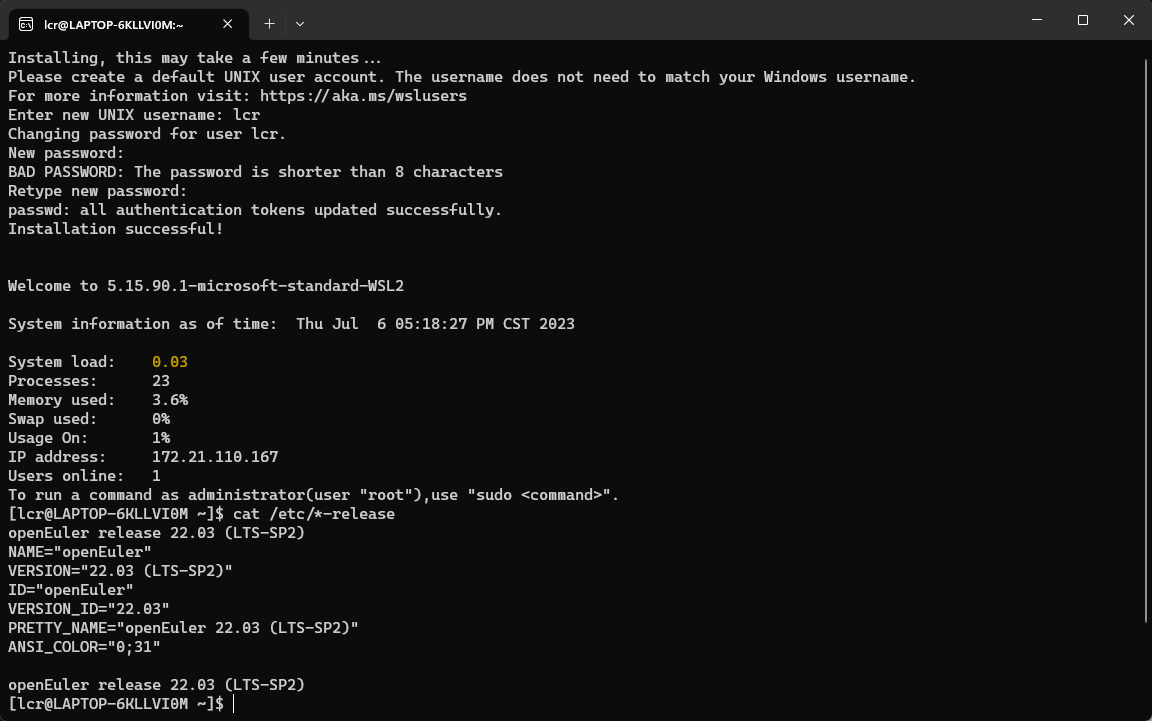 lcr@LAPTOP-6KLLVI0M:~
Installing, this may take a few minutes...
Please create a default UNIX user account. The username does not need to match your Windows username.
For more information visit: https://aka.ms/wslusers
Enter new UNIX username: lcr
Changing password for user lcr.
New password:
BAD PASSWORD: The password is shorter than 8 characters
Retype new password:
passwd: all authentication tokens updated successfully.
Installation successful!
Welcome to 5.15.90.1-microsoft-standard-WSL2
System information as of time:  Thu Jul  6 05:18:27 PM CST 2023
System load:    0.03
Processes:      23
Memory used:    3.6%
Swap used:      0%
Usage On:       1%
IP address:     172.21.110.167
Users online:   1
To run a command as administrator(user "root"),use "sudo <command>".
[lcr@LAPTOP-6KLLVI0M ~]$ cat /etc/*-release
openEuler release 22.03 (LTS-SP2)
NAME="openEuler"
VERSION="22.03 (LTS-SP2)"
ID="openEuler"
VERSION_ID="22.03"
PRETTY_NAME="openEuler 22.03 (LTS-SP2)"
ANSI_COLOR="0;31"
openEuler release 22.03 (LTS-SP2)
[lcr@LAPTOP-6KLLVI0M ~]$